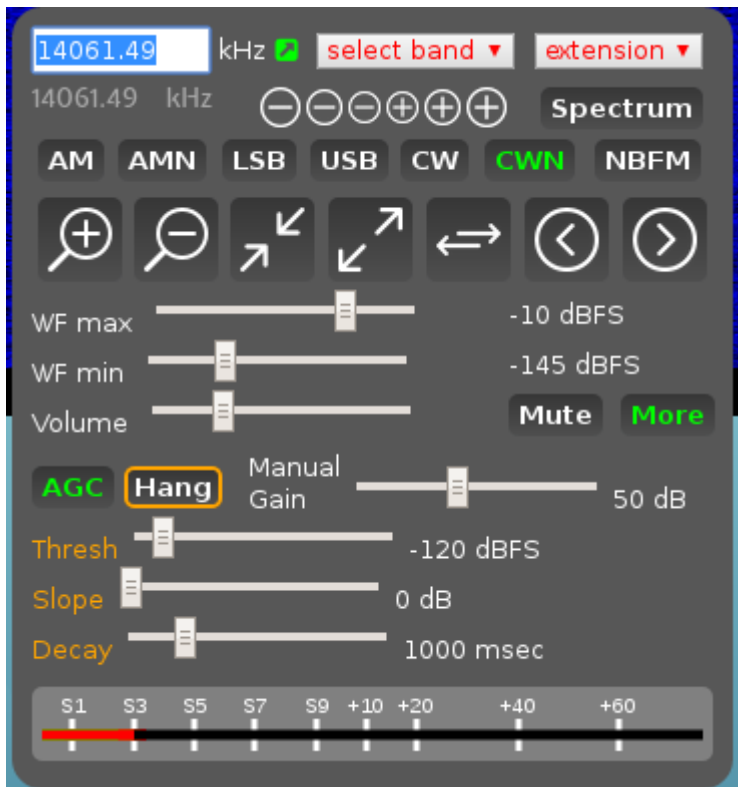 14061.49 kHz select band ▼ extension ▼
14061.49 kHz Spectrum
AM AMN LSB USB CW CWN NBFM
WF max -10 dBFS
WF min -145 dBFS
Volume Mute More
AGC Hang Manual Gain 50 dB
Thresh -120 dBFS
Slope 0 dB
Decay 1000 msec
S1 S3 S5 S7 S9 +10 +20 +40 +60